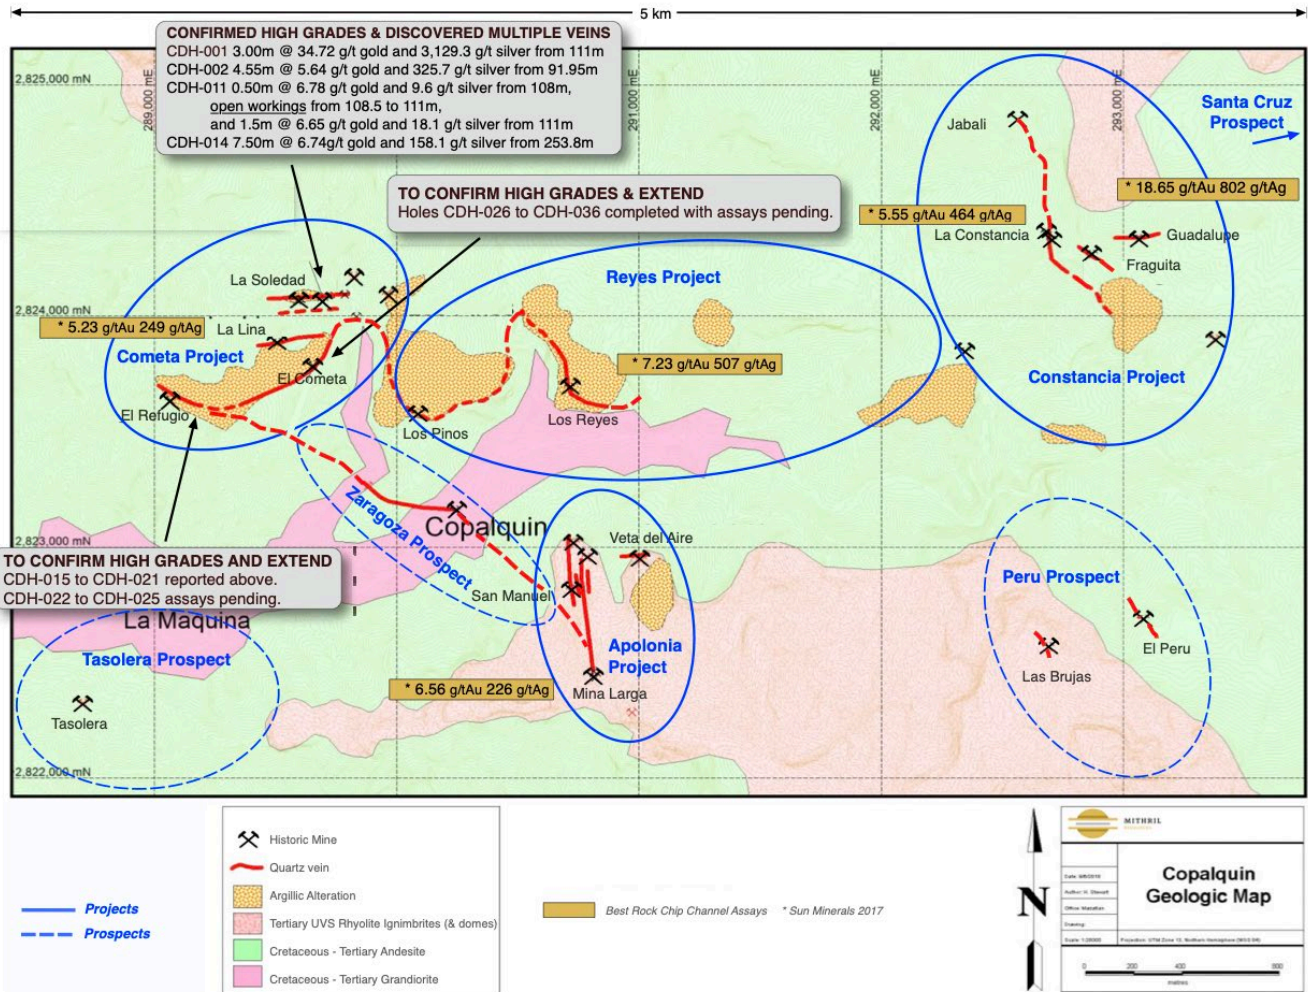 5 km
CONFIRMED HIGH GRADES & DISCOVERED MULTIPLE VEINS
CDH-001 3.00m @ 34.72 g/t gold and 3,129.3 g/t silver from 111m
CDH-002 4.55m @ 5.64 g/t gold and 325.7 g/t silver from 91.95m
CDH-011 0.50m @ 6.78 g/t gold and 9.6 g/t silver from 108m,
open workings from 108.5 to 111m,
and 1.5m @ 6.65 g/t gold and 18.1 g/t silver from 111m
CDH-014 7.50m @ 6.74g/t gold and 158.1 g/t silver from 253.8m
2,825,000 mN
289,000 mE
291,000 mE
292,000 mE
293,000 mE
Santa Cruz
Prospect
Jabali
TO CONFIRM HIGH GRADES & EXTEND
Holes CDH-026 to CDH-036 completed with assays pending.
* 18.65 g/tAu 802 g/tAg
* 5.55 g/tAu 464 g/tAg
La Constancia
Guadalupe
Fraguita
La Soledad
Reyes Project
2,824,000 mN
* 5.23 g/tAu 249 g/tAg
La Lina
Cometa Project
El Cometa
* 7.23 g/tAu 507 g/tAg
Constancia Project
El Refugio
Los Pinos
Los Reyes
Zaragoza Prospect
Copalquin
2,823,000 mN
Veta del Aire
TO CONFIRM HIGH GRADES AND EXTEND
CDH-015 to CDH-021 reported above.
CDH-022 to CDH-025 assays pending.
San Manuel
Peru Prospect
La Maquina
Apolonia
Project
El Peru
Tasolera Prospect
Las Brujas
* 6.56 g/tAu 226 g/tAg
Mina Larga
Tasolera
2,822,000 mN
Projects
Prospects
Historic Mine
Quartz vein
Argillic Alteration
Tertiary UVS Rhyolite Ignimbrites (& domes)
Cretaceous - Tertiary Andesite
Cretaceous - Tertiary Grandiorite
Best Rock Chip Channel Assays * Sun Minerals 2017
N
MITHRIL
Copalquin
Geologic Map
0 200 400 800
metres